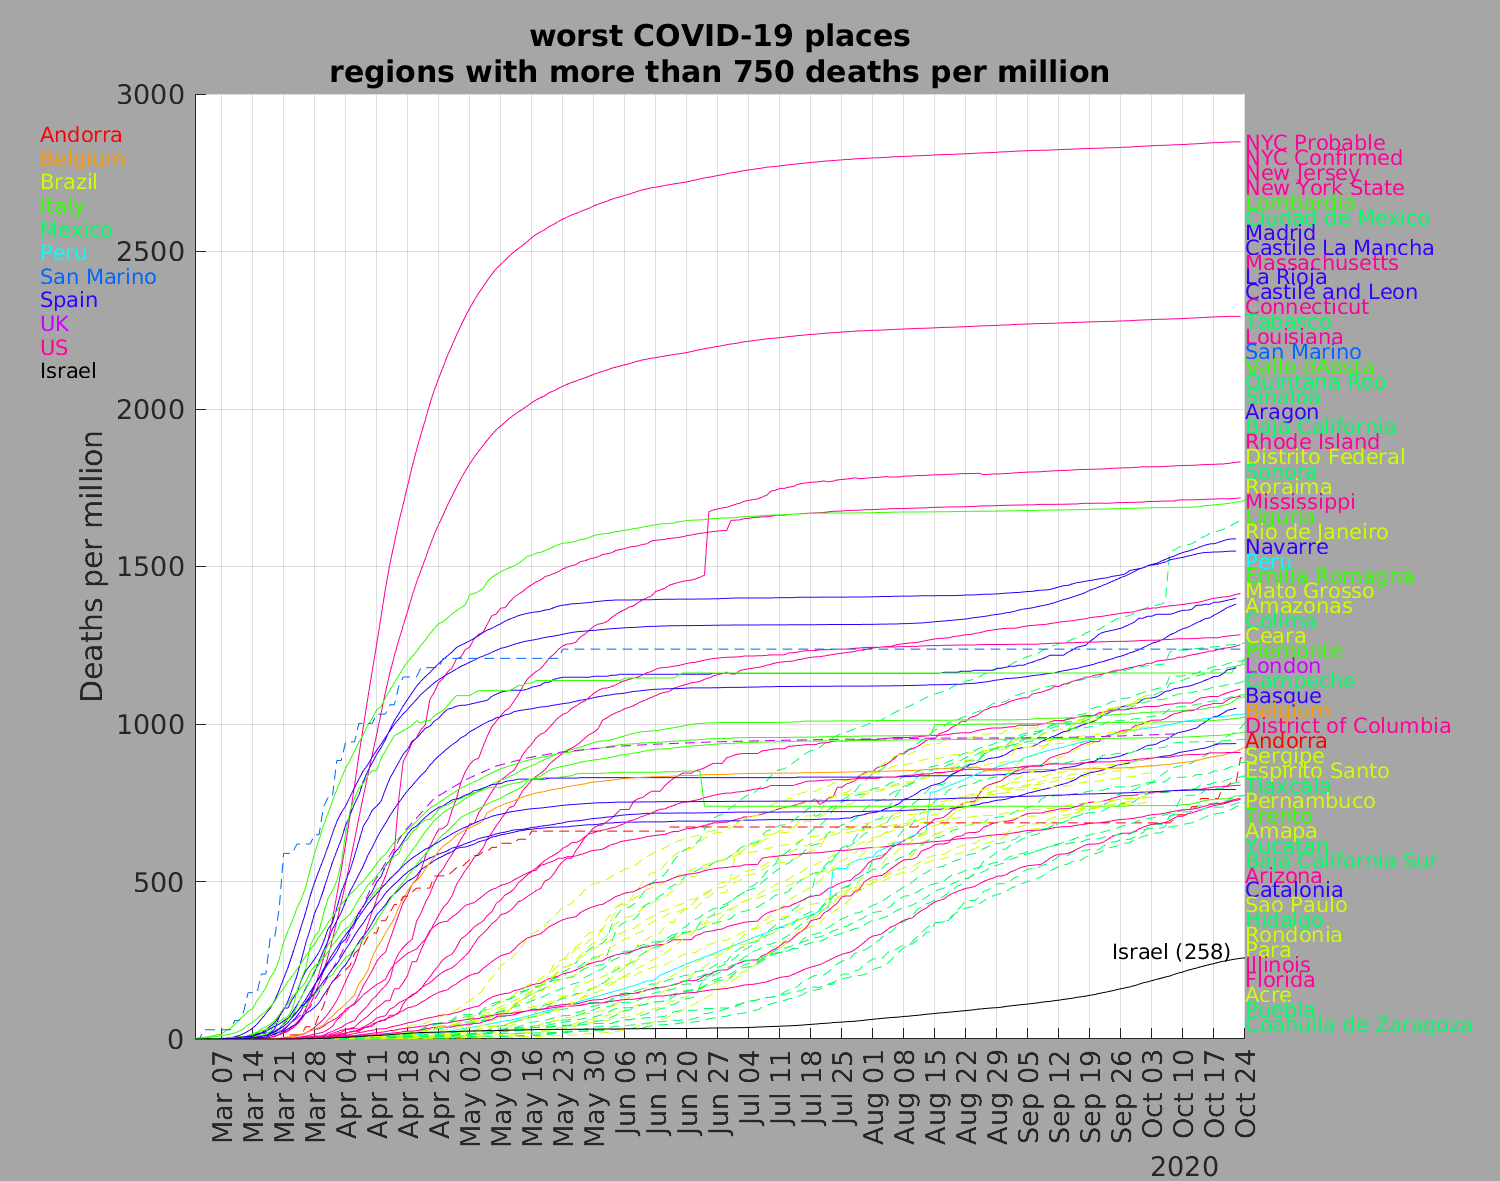 worst COVID-19 places
regions with more than 750 deaths per million
Deaths per million
3000
2500
2000
1500
1000
500
0
Andorra
Belgium
Brazil
Italy
Mexico
Peru
San Marino
Spain
UK
US
Israel
NYC Probable
NYC Confirmed
New Jersey
New York State
Lombardia
Ciudad de Mexico
Madrid
Castile La Mancha
Massachusetts
La Rioja
Castile and Leon
Connecticut
Tabasco
Louisiana
San Marino
Valle dAosta
Quintana Roo
Sinaloa
Aragon
Baja California
Rhode Island
Distrito Federal
Sonora
Roraima
Mississippi
Liguria
Rio de Janeiro
Navarre
Peru
Emilia Romagna
Mato Grosso
Amazonas
Colima
Ceara
Piemonte
London
Campeche
Basque
Belgium
District of Columbia
Andorra
Sergipe
Espirito Santo
Tlaxcala
Pernambuco
Trento
Amapa
Yucatan
Baja California Sur
Arizona
Catalonia
Sao Paulo
Hidalgo
Rondonia
Para
Illinois
Florida
Acre
Puebla
Coahuila de Zaragoza
Israel (258)
Mar 07
Mar 14
Mar 21
Mar 28
Apr 04
Apr 11
Apr 18
Apr 25
May 02
May 09
May 16
May 23
May 30
Jun 06
Jun 13
Jun 20
Jun 27
Jul 04
Jul 11
Jul 18
Jul 25
Aug 01
Aug 08
Aug 15
Aug 22
Aug 29
Sep 05
Sep 12
Sep 19
Sep 26
Oct 03
Oct 10
Oct 17
Oct 24
2020